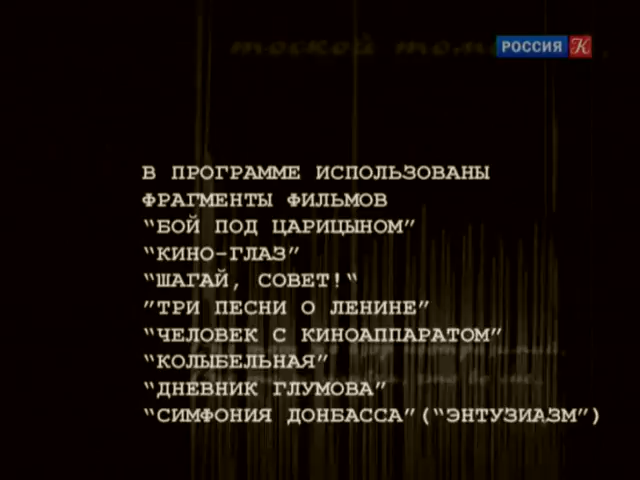 тоской
РОССИЯ К
В ПРОГРАММЕ ИСПОЛЬЗОВАНЫ
ФРАГМЕНТЫ ФИЛЬМОВ
“БОЙ ПОД ЦАРИЦЫНОМ”
“КИНО-ГЛАЗ”
“ШАГАЙ, СОВЕТ!“
”ТРИ ПЕСНИ О ЛЕНИНЕ”
“ЧЕЛОВЕК С КИНОАППАРАТОМ”
“КОЛЫБЕЛЬНАЯ”
“ДНЕВНИК ГЛУМОВА”
“СИМФОНИЯ ДОНБАССА”(“ЭНТУЗИАЗМ”)